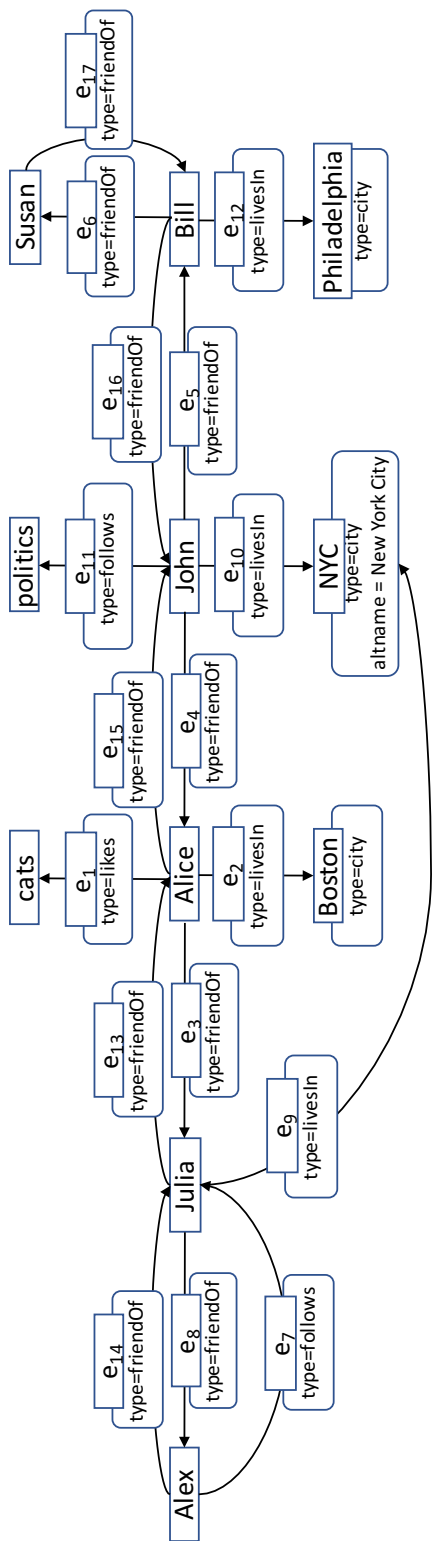 cats
politics
Susan
e14
type=friendOf
e13
type=friendOf
e1
type=likes
e15
type=friendOf
e11
type=follows
e16
type=friendOf
e6
type=friendOf
e17
type=friendOf
Alex
e8
type=friendOf
Julia
e3
type=friendOf
Alice
e4
type=friendOf
John
e5
type=friendOf
Bill
e7
type=follows
e9
type=livesIn
e2
type=livesIn
e10
type=livesIn
e12
type=livesIn
Boston
type=city
NYC
type=city
altname = New York City
Philadelphia
type=city